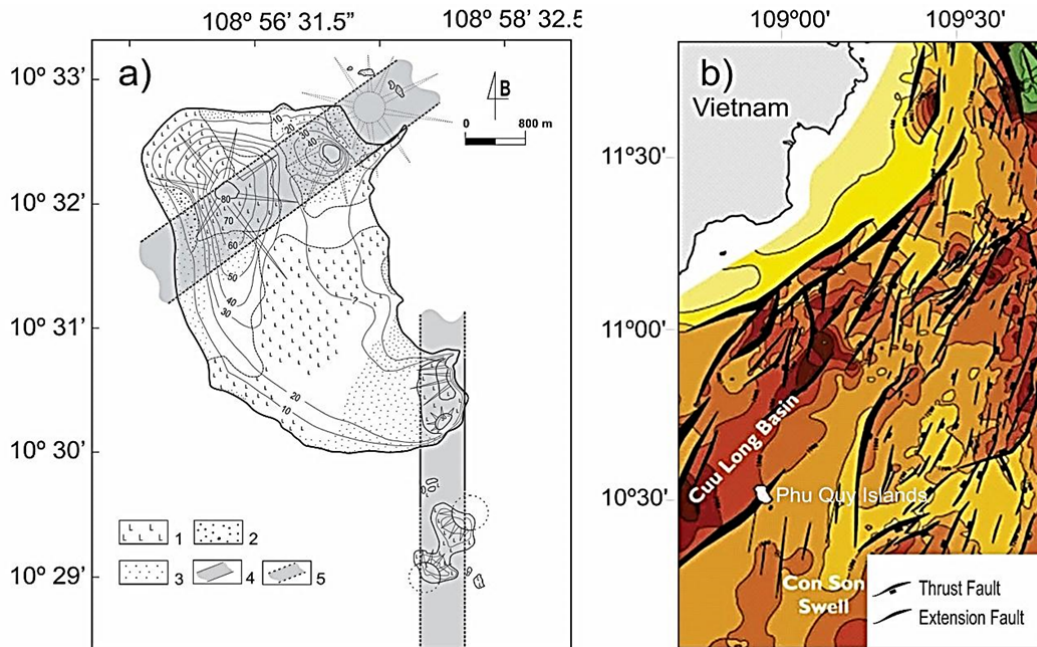 108º 56’ 31.5”
108º 58’ 32.5
109º00’
109º30’
a)
b)
Vietnam
B
0 800 m
10º 33’
10º 32’
10º 31’
10º 30’
10º 29’
11º30'
11º00'
10º30'
10
20
30
40
80
70
60
50
40
30
20
10
?
1
2
3
4
5
Cuu Long Basin
Phu Quy Islands
Con Son
Swell
Thrust Fault
Extension Fault